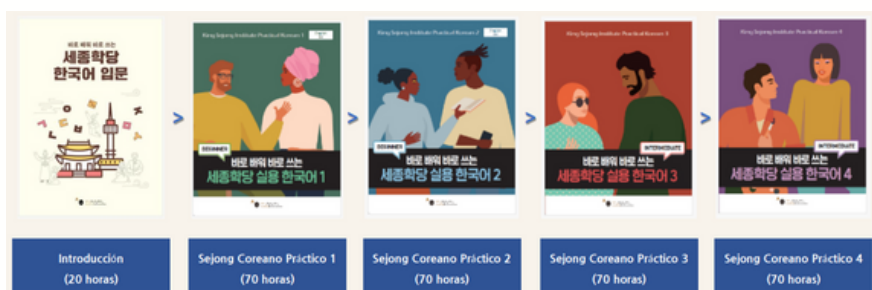 바로 배워 바로 쓰는
세종학당
한국어 입문
>
King Sejong Institute Practical Korean 1
BEGINNER
바로 배워 바로 쓰는
세종학당 실용 한국어 1
>
King Sejong Institute Practical Korean 2
BEGINNER
바로 배워 바로 쓰는
세종학당 실용 한국어 2
>
King Sejong Institute Practical Korean 3
INTERMEDIATE
바로 배워 바로 쓰는
세종학당 실용 한국어 3
>
King Sejong Institute Practical Korean 4
INTERMEDIATE
바로 배워 바로 쓰는
세종학당 실용 한국어 4
Introducción
(20 horas)
Sejong Coreano Práctico 1
(70 horas)
Sejong Coreano Práctico 2
(70 horas)
Sejong Coreano Práctico 3
(70 horas)
Sejong Coreano Práctico 4
(70 horas)